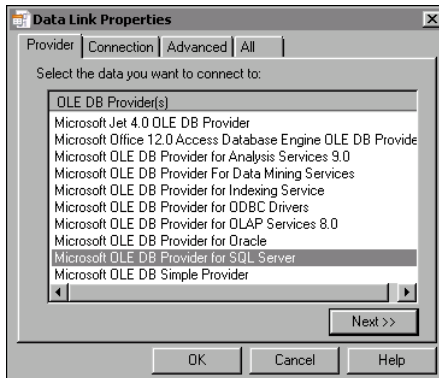 Data Link Properties
Provider Connection Advanced All
Select the data you want to connect to:
OLE DB Provider(s)
Microsoft Jet 4.0 OLE DB Provider
Microsoft Office 12.0 Access Database Engine OLE DB Provide
Microsoft OLE DB Provider for Analysis Services 9.0
Microsoft OLE DB Provider For Data Mining Services
Microsoft OLE DB Provider for Indexing Service
Microsoft OLE DB Provider for ODBC Drivers
Microsoft OLE DB Provider for OLAP Services 8.0
Microsoft OLE DB Provider for Oracle
Microsoft OLE DB Provider for SQL Server
Microsoft OLE DB Simple Provider
Next >>
OK Cancel Help